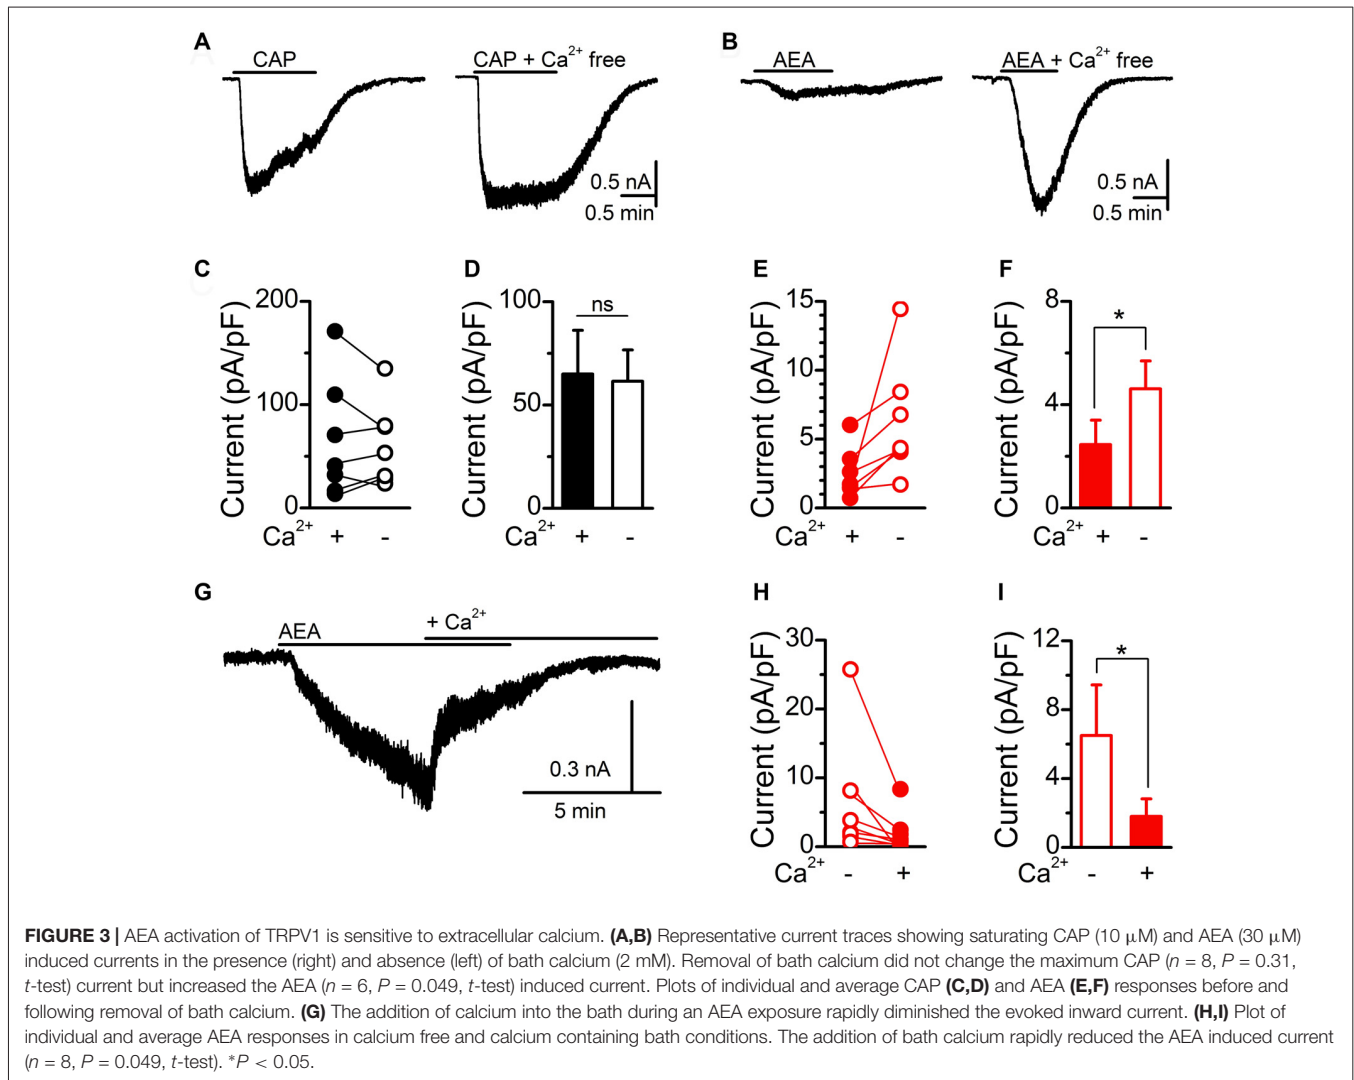 A
CAP
CAP + Ca2+ free
0.5 nA
0.5 min
B
AEA
AEA + Ca2+ free
0.5 nA
0.5 min
C
Current (pA/pF)
200
100
0
Ca2+ + -
D
Current (pA/pF)
100
50
0
ns
Ca2+ + -
E
Current (pA/pF)
15
10
5
0
Ca2+ + -
F
Current (pA/pF)
8
4
0
*
Ca2+ + -
G
AEA
+ Ca2+
0.3 nA
5 min
H
Current (pA/pF)
30
20
10
0
Ca2+ - +
I
Current (pA/pF)
12
8
4
0
*
Ca2+ - +
FIGURE 3 | AEA activation of TRPV1 is sensitive to extracellular calcium. (A,B) Representative current traces showing saturating CAP (10 μM) and AEA (30 μM)
induced currents in the presence (right) and absence (left) of bath calcium (2 mM). Removal of bath calcium did not change the maximum CAP (n = 8, P = 0.31,
t-test) current but increased the AEA (n = 6, P = 0.049, t-test) induced current. Plots of individual and average CAP (C,D) and AEA (E,F) responses before and
following removal of bath calcium. (G) The addition of calcium into the bath during an AEA exposure rapidly diminished the evoked inward current. (H,I) Plot of
individual and average AEA responses in calcium free and calcium containing bath conditions. The addition of bath calcium rapidly reduced the AEA induced current
(n = 8, P = 0.049, t-test). *P < 0.05.